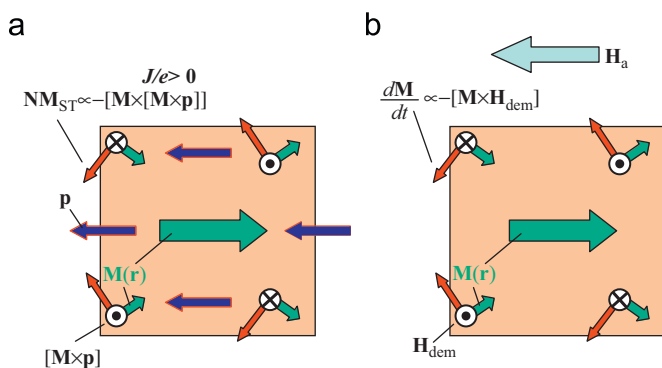 a
J/e> 0
NM_ST∝–[M×[M×p]]
p
M(r)
[M×p]
b
H_a
dM/dt ∝–[M×H_dem]
M(r)
H_dem